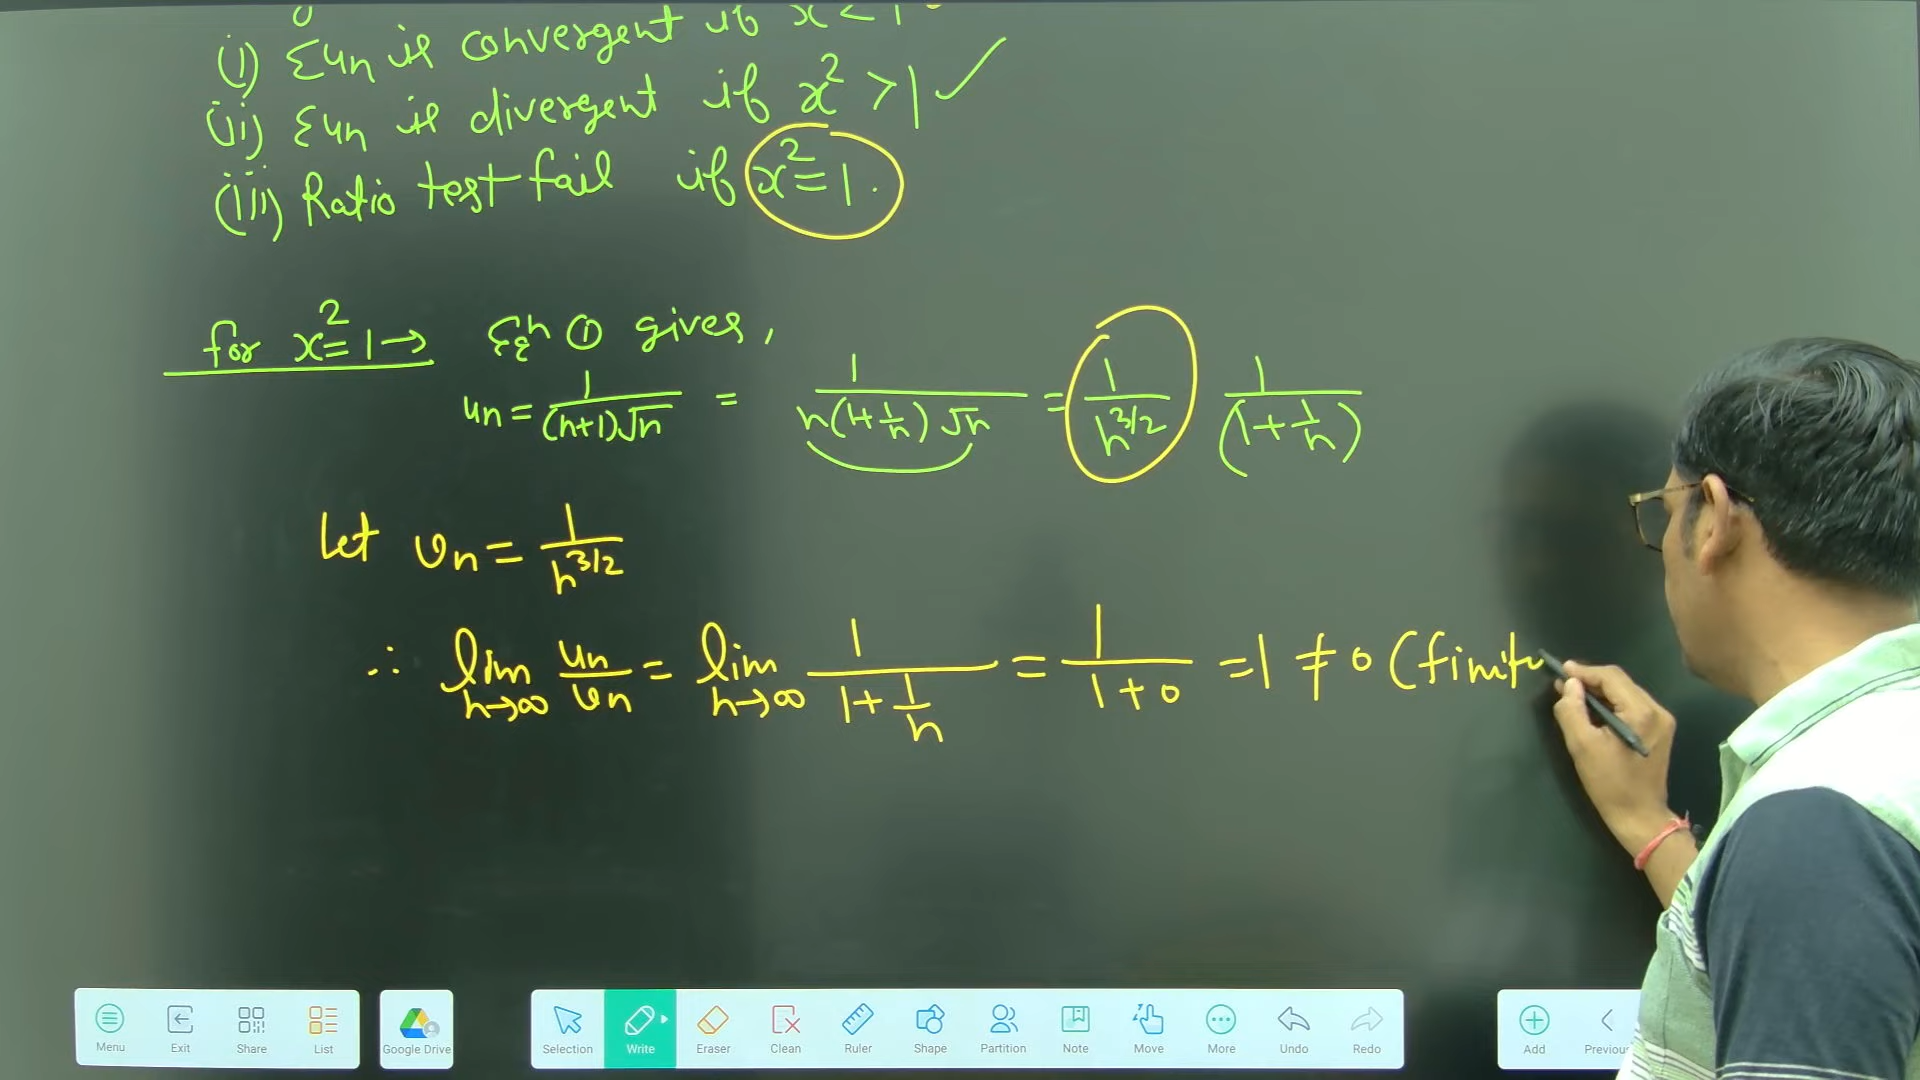 (i) Σun is convergent if x² < 1
(ii) Σun is divergent if x² > 1 ✓
(iii) Ratio test fail if x² = 1.
for x² = 1 → Eqⁿ ① gives,
un = 1/((n+1)√n) = 1/(n(1+1/n)√n) = 1/n^(3/2) 1/(1+1/n)
Let vn = 1/n^(3/2)
∴ lim n→∞ un/vn = lim n→∞ 1/(1+1/n) = 1/(1+0) = 1 ≠ 0 (finite
Menu Exit Share List Google Drive Selection Write Eraser Clean Ruler Shape Partition Note Move More Undo Redo Add Previou